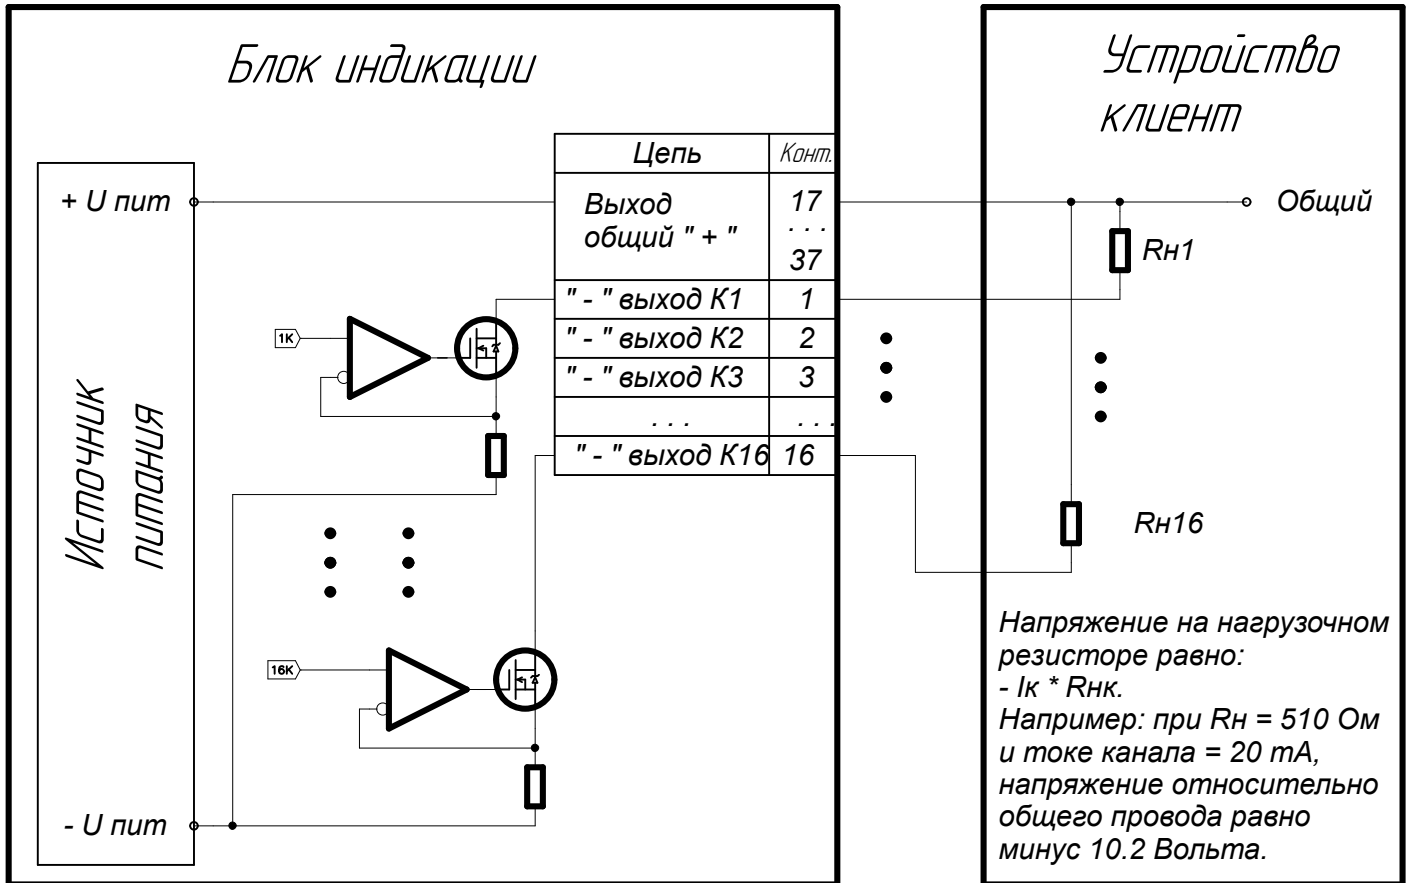 Блок индикации
Устройство
клиент
Цепь
Конт.
+ U пит
Выход
общий " + "
17
. . .
37
Общий
Rн1
" - " выход К1
1
1К
" - " выход К2
2
" - " выход К3
3
. . .
. . .
" - " выход К16
16
Источник
питания
Rн16
16К
- U пит
Напряжение на нагрузочном
резисторе равно:
- Iк * Rнк.
Например: при Rн = 510 Ом
и токе канала = 20 mA,
напряжение относительно
общего провода равно
минус 10.2 Вольта.